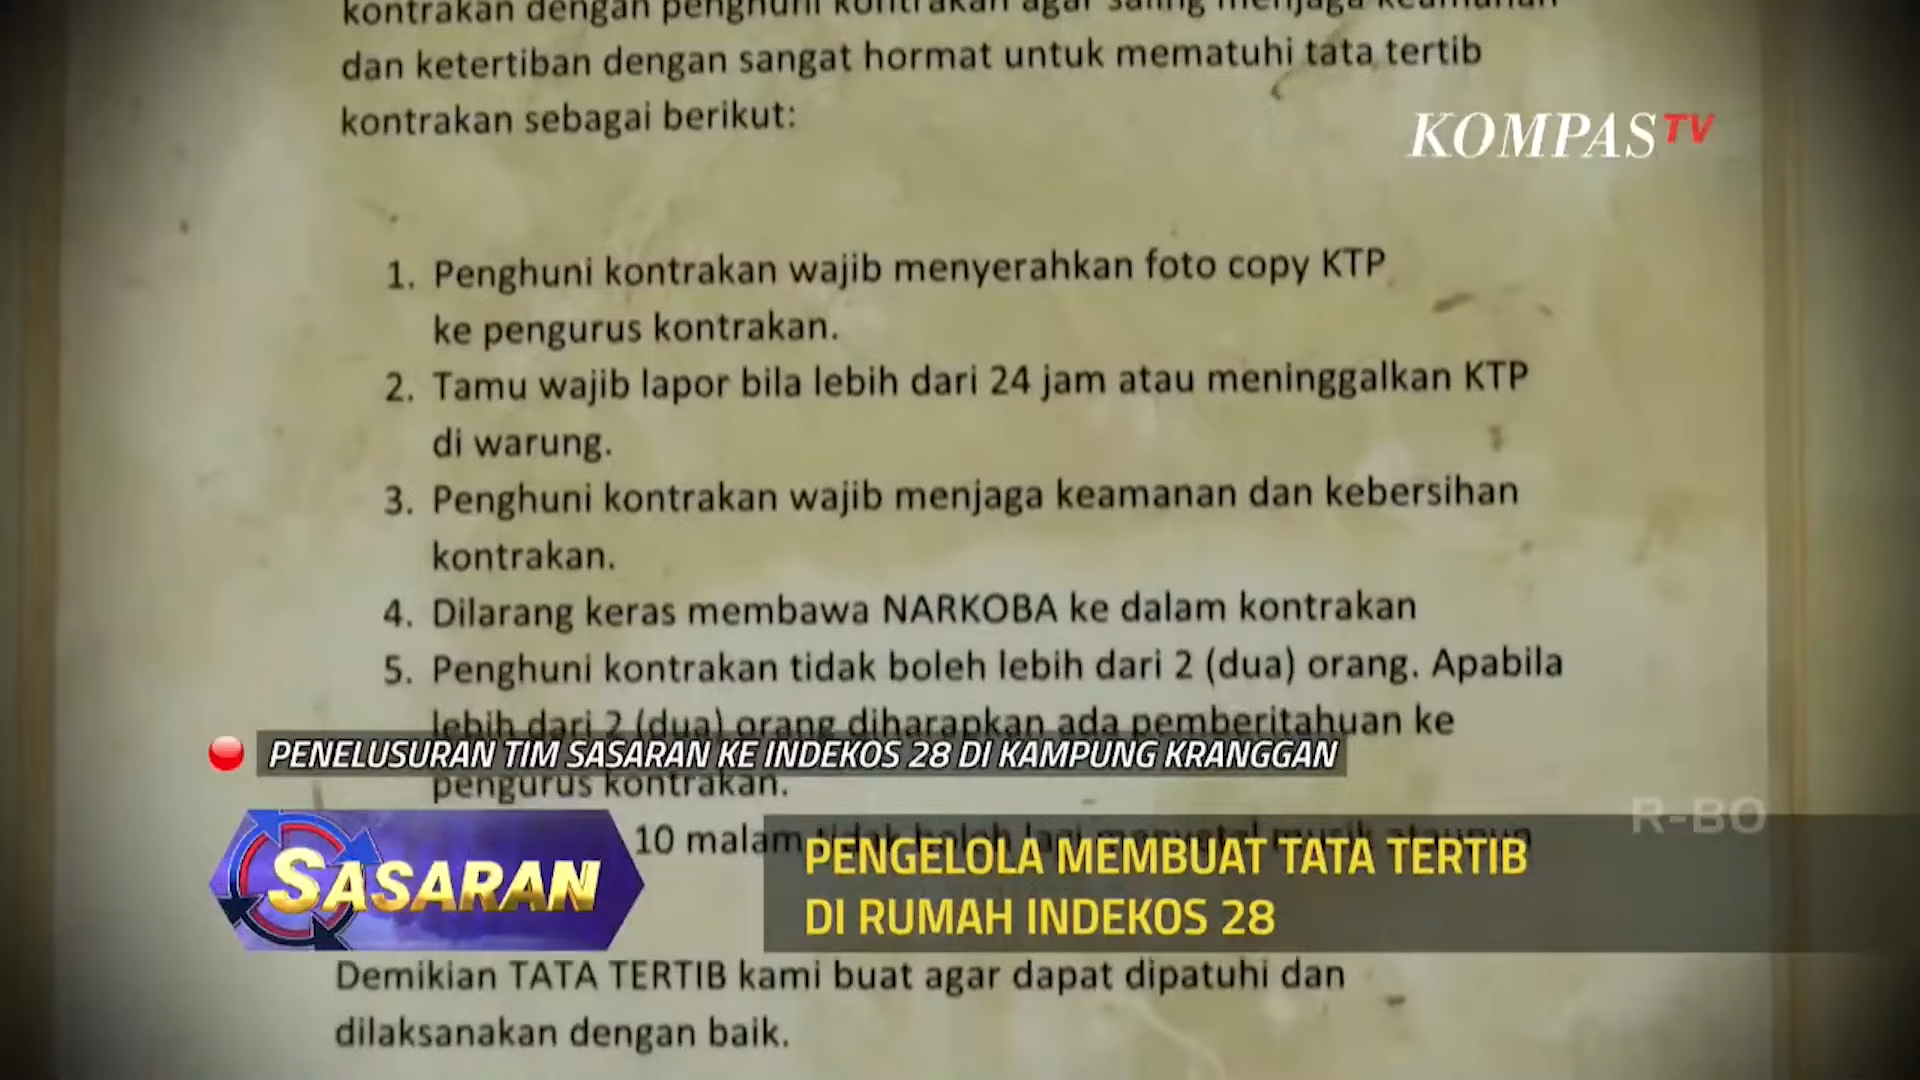 kontrakan dengan penghuni kontrakan agar saling menjaga keamanan
dan ketertiban dengan sangat hormat untuk mematuhi tata tertib
kontrakan sebagai berikut:
KOMPASTV
1. Penghuni kontrakan wajib menyerahkan foto copy KTP
ke pengurus kontrakan.
2. Tamu wajib lapor bila lebih dari 24 jam atau meninggalkan KTP
di warung.
3. Penghuni kontrakan wajib menjaga keamanan dan kebersihan
kontrakan.
4. Dilarang keras membawa NARKOBA ke dalam kontrakan
5. Penghuni kontrakan tidak boleh lebih dari 2 (dua) orang. Apabila
lebih dari 2 (dua) orang diharapkan ada pemberitahuan ke
PENELUSURAN TIM SASARAN KE INDEKOS 28 DI KAMPUNG KRANGGAN
pengurus kontrakan.
R-BO
10 malam tidak boleh lagi
SASARAN
PENGELOLA MEMBUAT TATA TERTIB
DI RUMAH INDEKOS 28
Demikian TATA TERTIB kami buat agar dapat dipatuhi dan
dilaksanakan dengan baik.